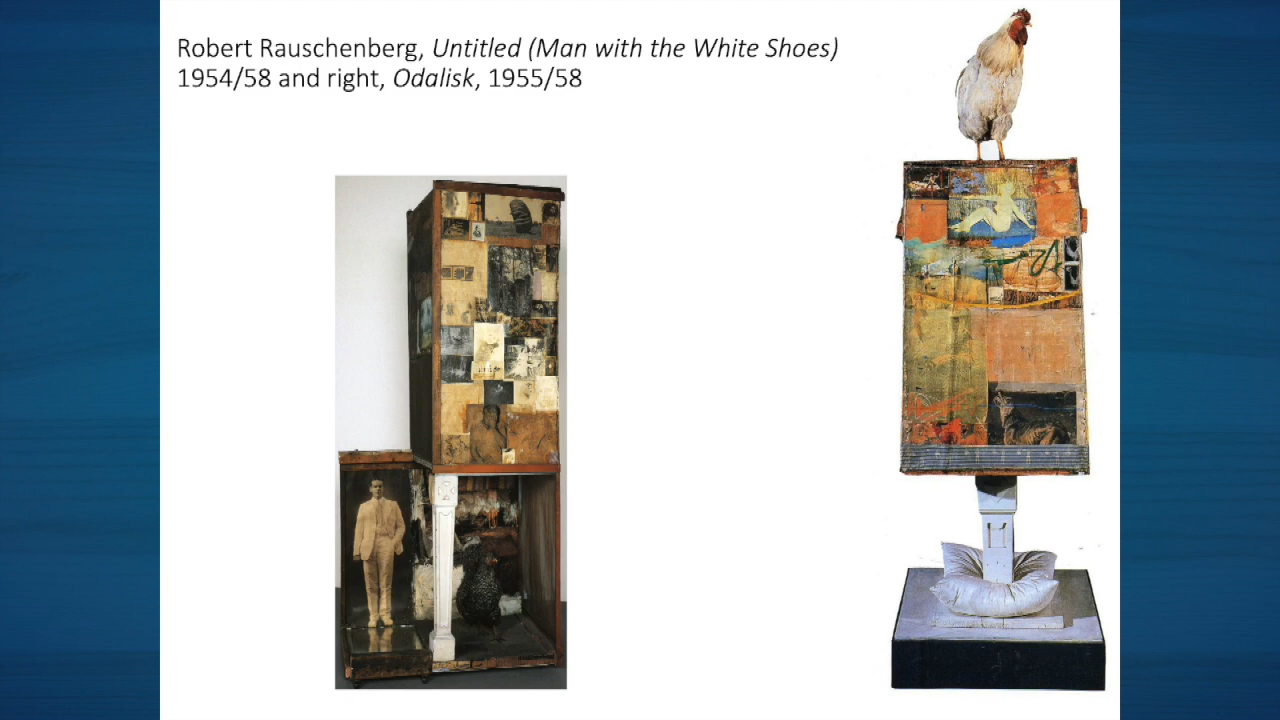 Robert Rauschenberg, Untitled (Man with the White Shoes)
1954/58 and right, Odalisk, 1955/58